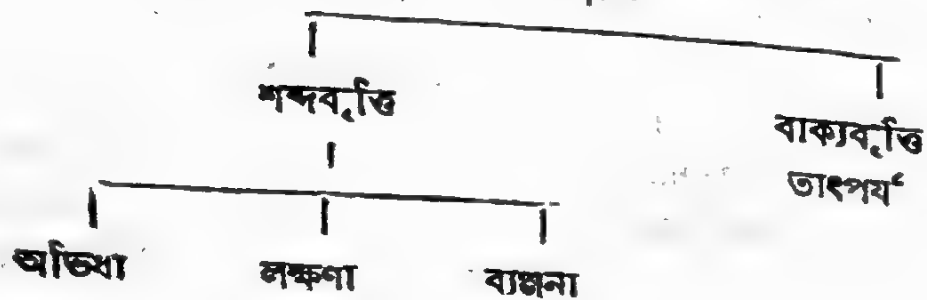 শব্দবৃত্তি
বাক্যবৃত্তি
তাৎপর্য
অভিধা লক্ষণা ব্যঞ্জনা